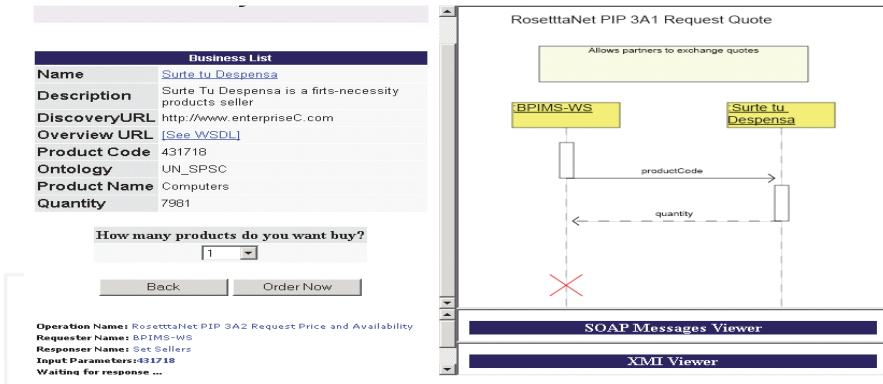 Business List
Name Surte tu Despensa
Description Surte Tu Despensa is a firts-necessity
products seller
DiscoveryURL http://www.enterpriseC.com
Overview URL [See WSDL]
Product Code 431718
Ontology UN_SPSC
Product Name Computers
Quantity 7981
How many products do you want buy?
1
Back Order Now
Operation Name: RosetttaNet PIP 3A2 Request Price and Availability
Requester Name: BPIMS-WS
Responser Name: Set Sellers
Input Parameters:431718
Waiting for response ...
RosetttaNet PIP 3A1 Request Quote
Allows partners to exchange quotes
:BPIMS-WS
:Surte tu
Despensa
productCode
quantity
SOAP Messages Viewer
XMI Viewer